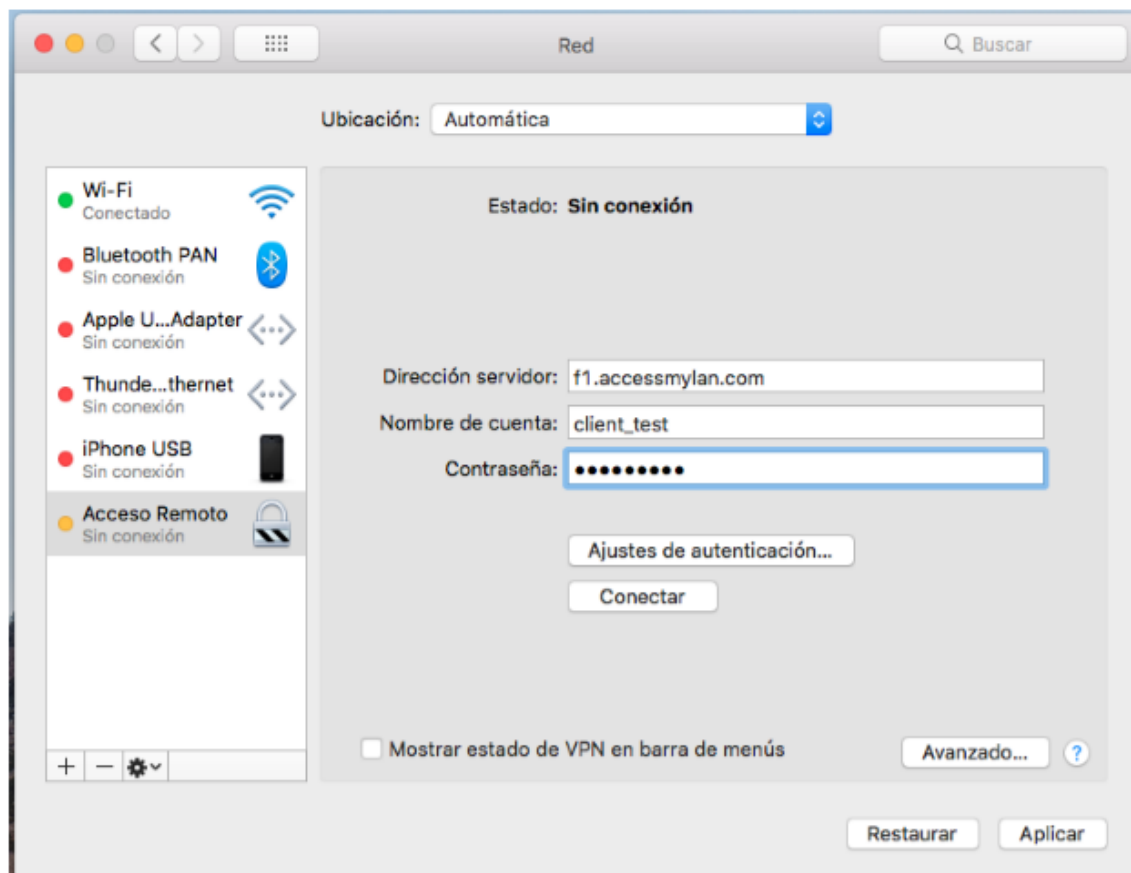 Red
Buscar
Ubicación: Automática
Wi-Fi
Conectado
Bluetooth PAN
Sin conexión
Apple U...Adapter
Sin conexión
Thunde...thernet
Sin conexión
iPhone USB
Sin conexión
Acceso Remoto
Sin conexión
Estado: Sin conexión
Dirección servidor: f1.accessmylan.com
Nombre de cuenta: client_test
Contraseña: •••••••••
Ajustes de autenticación...
Conectar
Mostrar estado de VPN en barra de menús
Avanzado... ?
Restaurar Aplicar